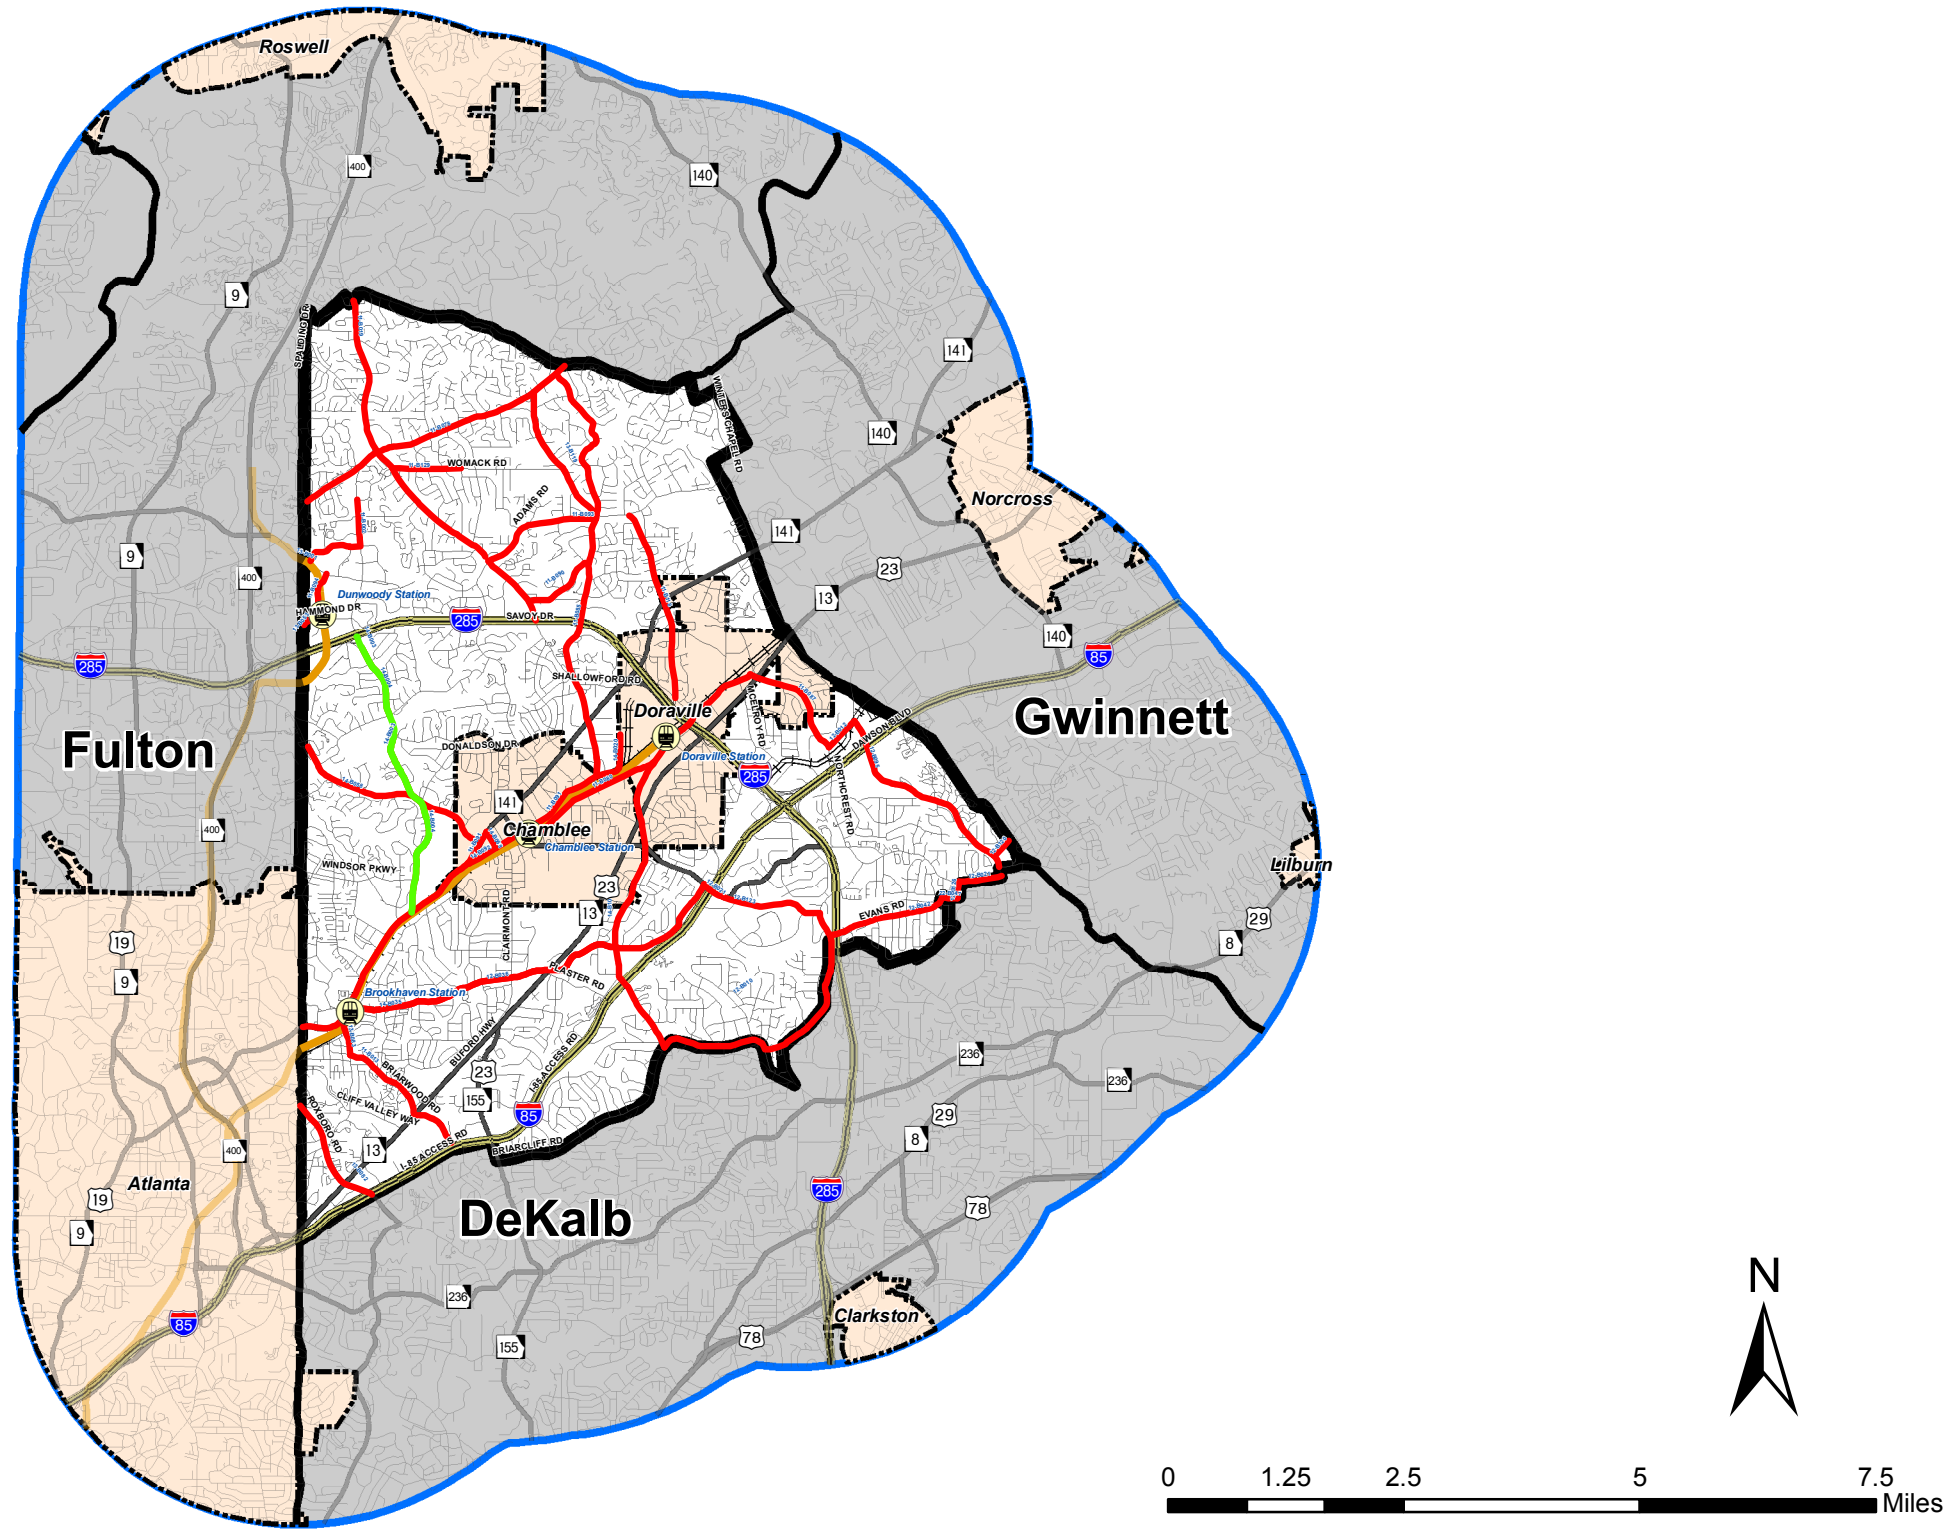 Roswell
400
140
9
SPALDING DR
141
WINTERS CHAPEL RD
140
WOMACK RD
Norcross
ADAMS RD
141
9
23
400
Dunwoody Station
13
HAMMOND DR
SAVOY DR
285
140
285
85
SHALLOWFORD RD
MCELROY RD
Doraville
Gwinnett
Fulton
DONALDSON DR
DAWSON BLVD
Doraville Station
285
NORTHCREST RD
141
400
Chamblee
Chamblee Station
WINDSOR PKWY
Lilburn
23
CLAIRMONT RD
13
EVANS RD
29
19
8
9
PLASTER RD
Brookhaven Station
BUFORD HWY
I-85 ACCESS RD
236
23
BRIARWOOD RD
236
155
CLIFF VALLEY WAY
85
29
ROXBORO RD
13
I-85 ACCESS RD
BRIARCLIFF RD
8
400
Atlanta
19
285
78
9
DeKalb
N
236
85
Clarkston
78
155
0 1.25 2.5 5 7.5
Miles